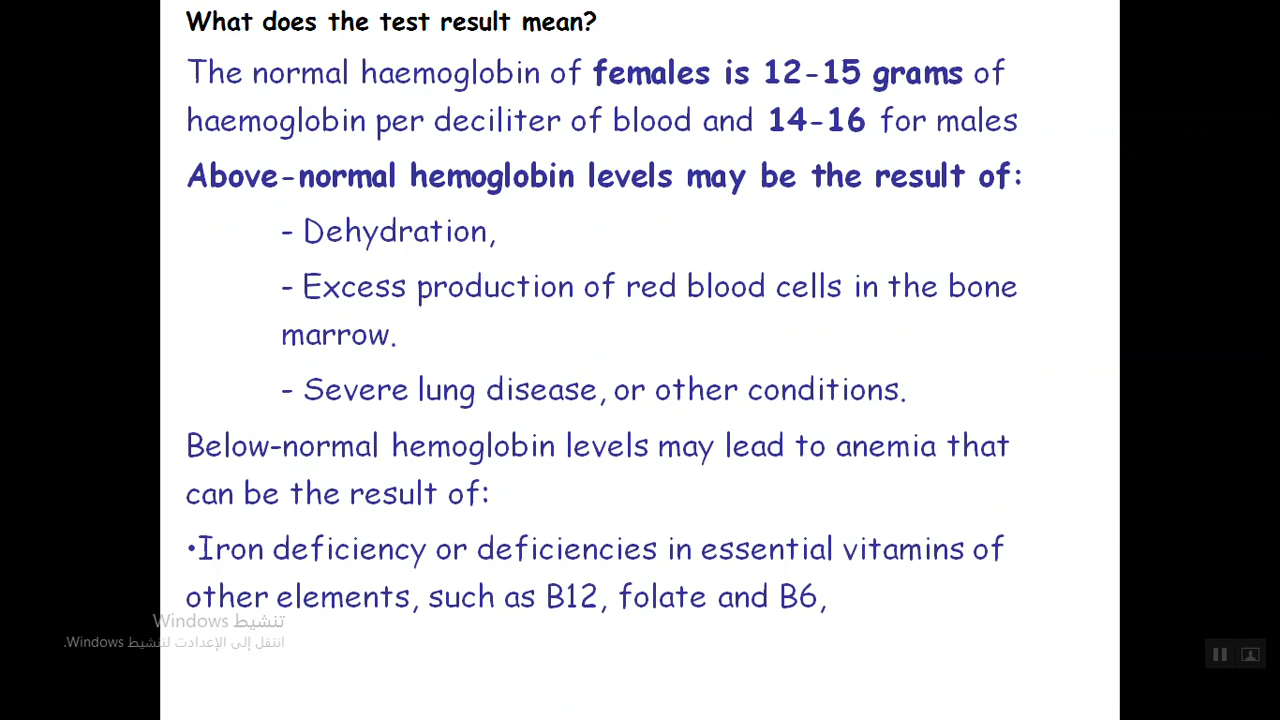 What does the test result mean?
The normal haemoglobin of females is 12-15 grams of
haemoglobin per deciliter of blood and 14-16 for males
Above-normal hemoglobin levels may be the result of:
- Dehydration,
- Excess production of red blood cells in the bone
marrow.
- Severe lung disease, or other conditions.
Below-normal hemoglobin levels may lead to anemia that
can be the result of:
•Iron deficiency or deficiencies in essential vitamins of
other elements, such as B12, folate and B6,
تنشيط Windows
انتقل إلى الإعدادت لتنشيط Windows.